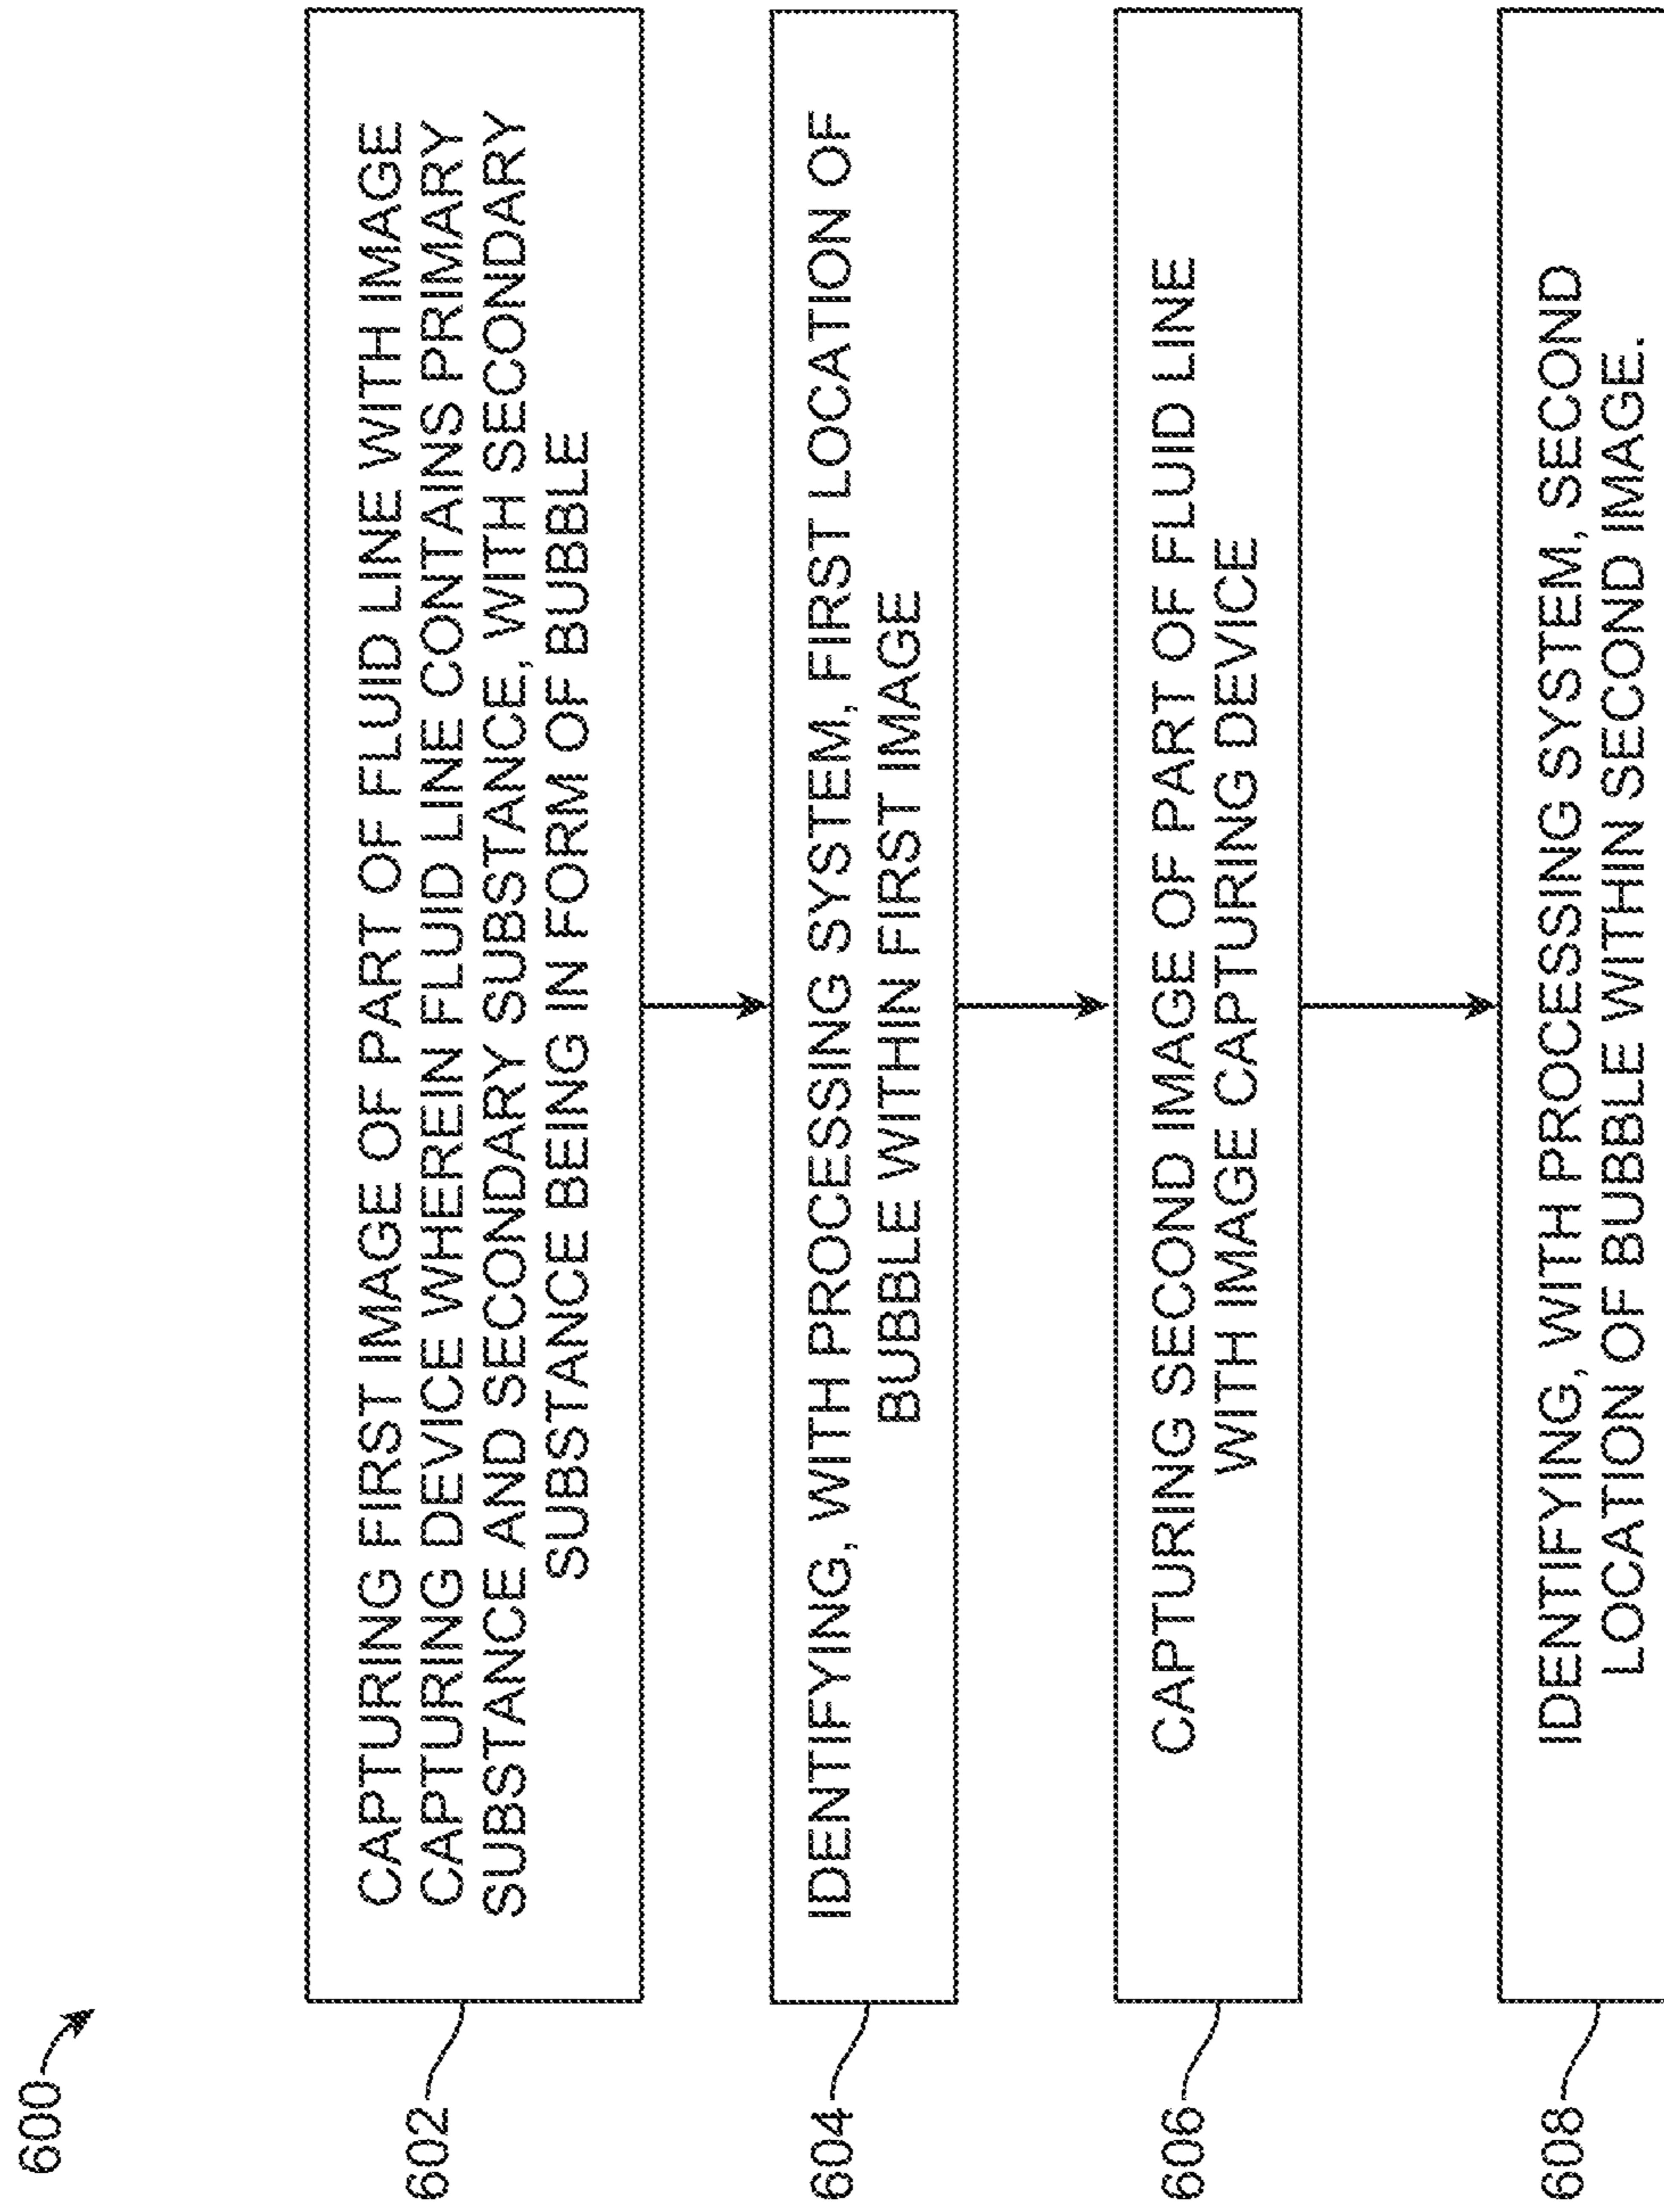 600
602
CAPTURING FIRST IMAGE OF PART OF FLUID LINE WITH IMAGE
CAPTURING DEVICE WHEREIN FLUID LINE CONTAINS PRIMARY
SUBSTANCE AND SECONDARY SUBSTANCE, WITH SECONDARY
SUBSTANCE BEING IN FORM OF BUBBLE
604
IDENTIFYING, WITH PROCESSING SYSTEM, FIRST LOCATION OF
BUBBLE WITHIN FIRST IMAGE
606
CAPTURING SECOND IMAGE OF PART OF FLUID LINE
WITH IMAGE CAPTURING DEVICE
608
IDENTIFYING, WITH PROCESSING SYSTEM, SECOND
LOCATION OF BUBBLE WITHIN SECOND IMAGE.